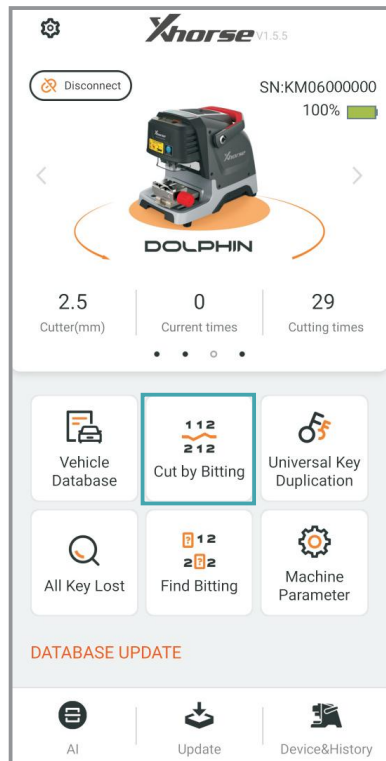 Xhorse V1.5.5
Disconnect
SN:KM06000000
100%
DOLPHIN
2.5
Cutter(mm)
0
Current times
29
Cutting times
Vehicle
Database
112
212
Cut by Bitting
Universal Key
Duplication
All Key Lost
?12
2?2
Find Bitting
Machine
Parameter
DATABASE UPDATE
AI
Update
Device&History